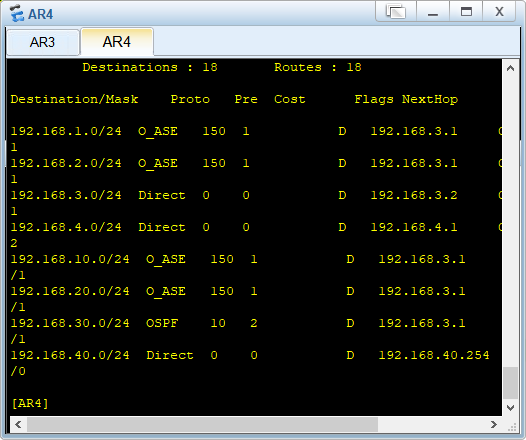 AR4
AR3 AR4
Destinations : 18 Routes : 18
Destination/Mask Proto Pre Cost Flags NextHop
192.168.1.0/24 O_ASE 150 1 D 192.168.3.1
1
192.168.2.0/24 O_ASE 150 1 D 192.168.3.1
1
192.168.3.0/24 Direct 0 0 D 192.168.3.2
1
192.168.4.0/24 Direct 0 0 D 192.168.4.1
2
192.168.10.0/24 O_ASE 150 1 D 192.168.3.1
/1
192.168.20.0/24 O_ASE 150 1 D 192.168.3.1
/1
192.168.30.0/24 OSPF 10 2 D 192.168.3.1
/1
192.168.40.0/24 Direct 0 0 D 192.168.40.254
/0
[AR4]